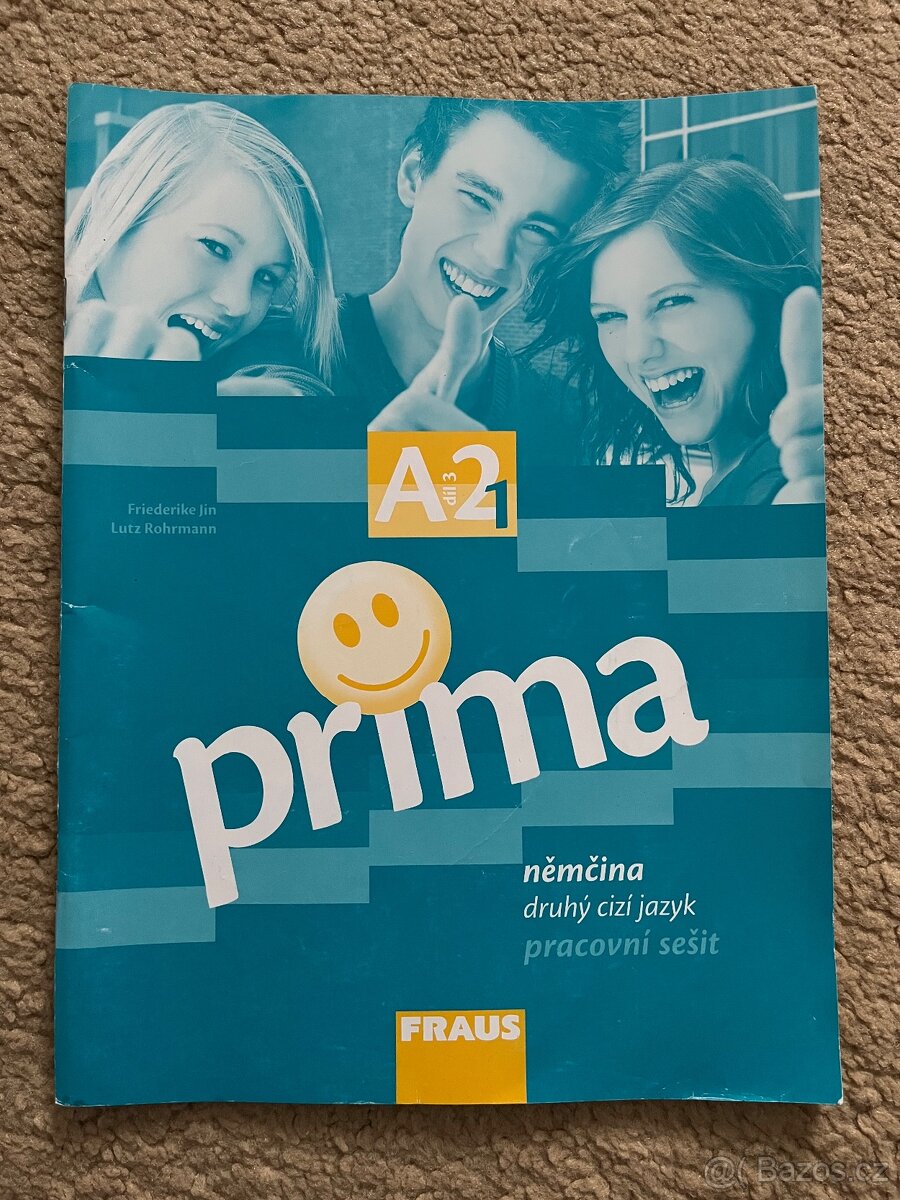 A2
díl 3
1
Friederike Jin
Lutz Rohrmann
prima
němčina
druhý cizí jazyk
pracovní sešit
FRAUS
@( Bazos.cz